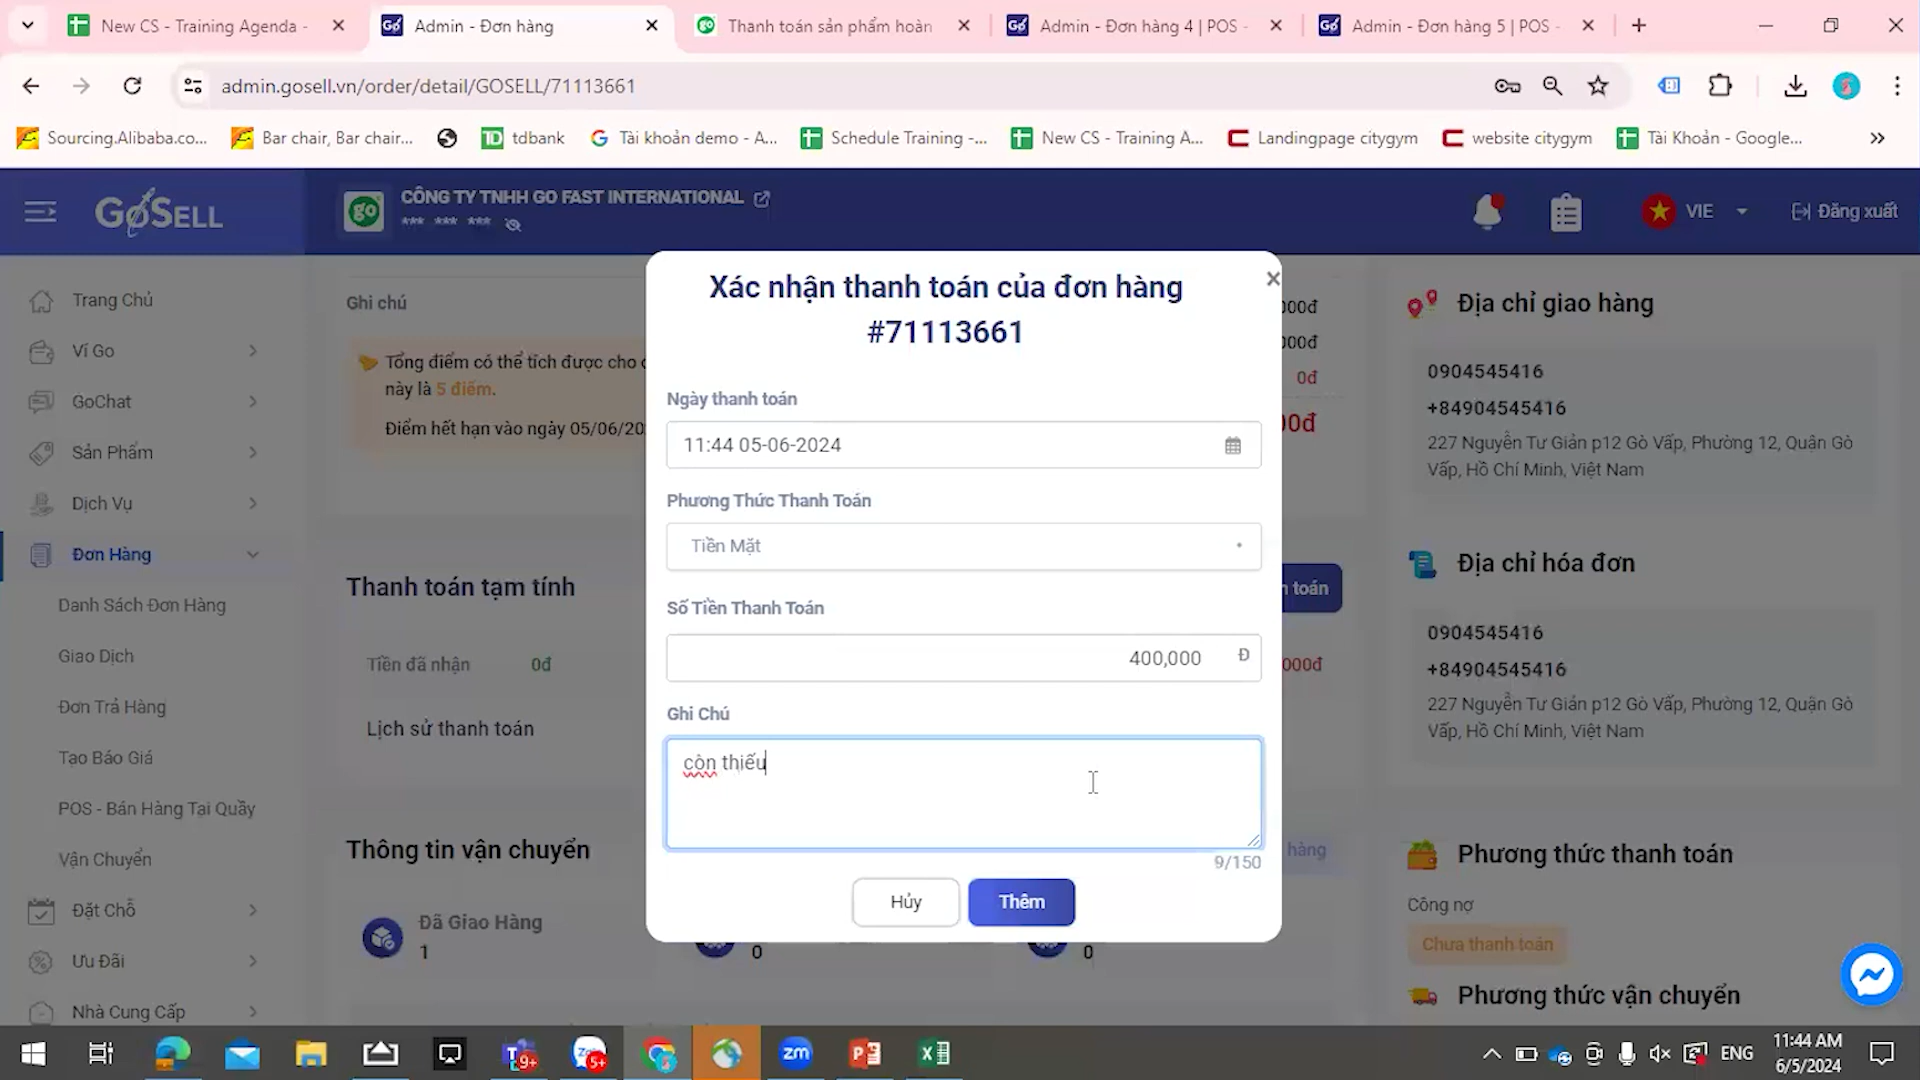 New CS - Training Agenda -
Admin - Đơn hàng
Thanh toán sản phẩm hoàn
Admin - Đơn hàng 4 | POS -
Admin - Đơn hàng 5 | POS -
admin.gosell.vn/order/detail/GOSELL/71113661
Sourcing.Alibaba.co...
Bar chair, Bar chair...
tdbank
Tài khoản demo - A...
Schedule Training -...
New CS - Training A...
Landingpage citygym
website citygym
Tài Khoản - Google...
GoSELL
go
CÔNG TY TNHH GO FAST INTERNATIONAL
*** *** ***
VIE
Đăng xuất
Trang Chủ
Ví Go
GoChat
Sản Phẩm
Dịch Vụ
Đơn Hàng
Danh Sách Đơn Hàng
Giao Dịch
Đơn Trả Hàng
Tạo Báo Giá
POS - Bán Hàng Tại Quầy
Vận Chuyển
Đặt Chỗ
Ưu Đãi
Nhà Cung Cấp
Ghi chú
Tổng điểm có thể tích được cho
này là 5 điểm.
Điểm hết hạn vào ngày 05/06/20
0đ
Thanh toán tạm tính
toán
Tiền đã nhận 0đ
Lịch sử thanh toán
Thông tin vận chuyển
hàng
Đã Giao Hàng
1
0
0
Xác nhận thanh toán của đơn hàng
#71113661
Ngày thanh toán
11:44 05-06-2024
Phương Thức Thanh Toán
Tiền Mặt
Số Tiền Thanh Toán
400,000 Đ
Ghi Chú
còn thiếu
9/150
Hủy
Thêm
Địa chỉ giao hàng
0904545416
+84904545416
227 Nguyễn Tư Giản p12 Gò Vấp, Phường 12, Quận Gò
Vấp, Hồ Chí Minh, Việt Nam
Địa chỉ hóa đơn
0904545416
+84904545416
227 Nguyễn Tư Giản p12 Gò Vấp, Phường 12, Quận Gò
Vấp, Hồ Chí Minh, Việt Nam
Phương thức thanh toán
Công nợ
Chưa thanh toán
Phương thức vận chuyển
ENG
11:44 AM
6/5/2024